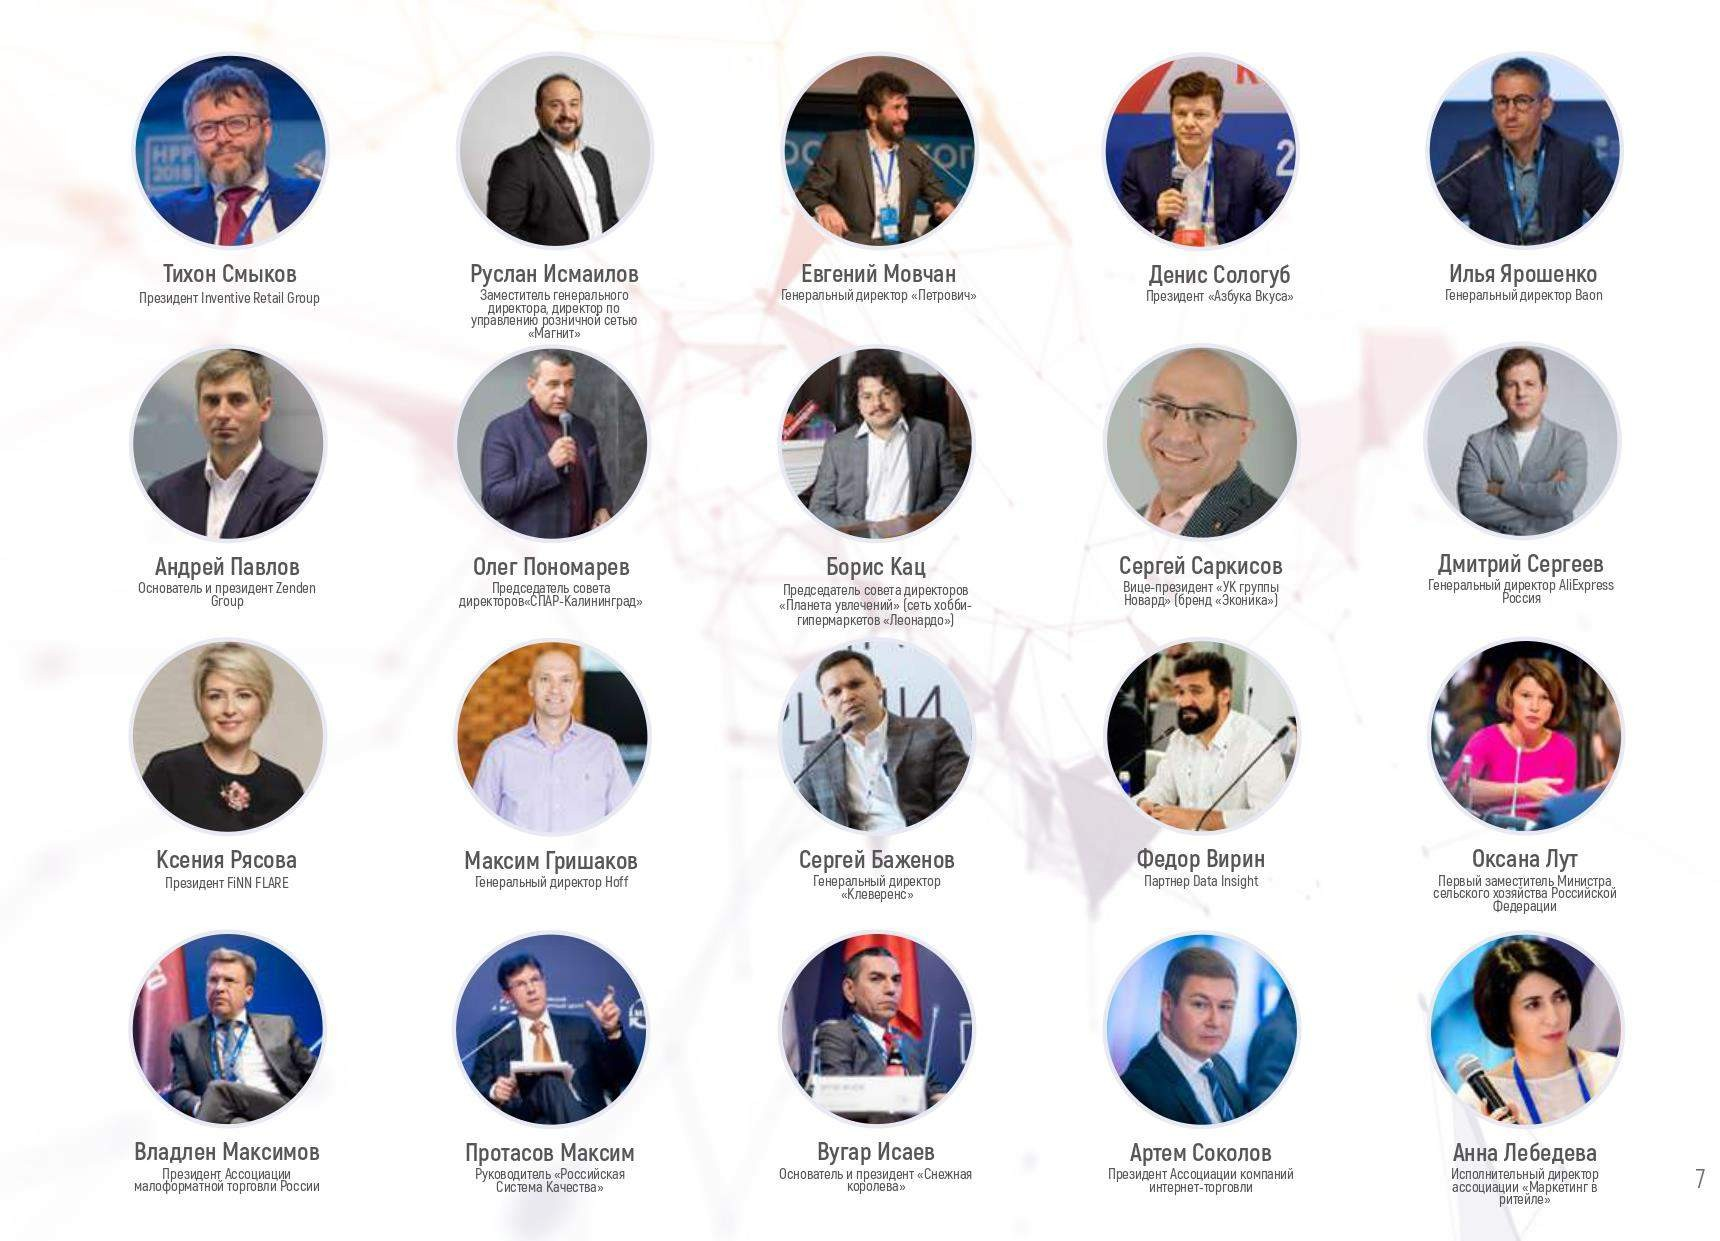 НРР
2018
Тихон Смыков
Президент Inventive Retail Group
Руслан Исмаилов
Заместитель генерального
директора, директор по
управлению розничной сетью
«Магнит»
Евгений Мовчан
Генеральный директор «Петрович»
2
Денис Сологуб
Президент «Азбука Вкуса»
Илья Ярошенко
Генеральный директор Baon
Андрей Павлов
Основатель и президент Zenden
Group
Олег Пономарев
Председатель совета
директоров«СПАР-Калининград»
Борис Кац
Председатель совета директоров
«Планета увлечений» (сеть хобби-
гипермаркетов «Леонардо»)
Сергей Саркисов
Вице-президент «УК группы
Новард» (бренд «Эконика»)
Дмитрий Сергеев
Генеральный директор AliExpress
Россия
Ксения Рясова
Президент FiNN FLARE
Максим Гришаков
Генеральный директор Hoff
Сергей Баженов
Генеральный директор
«Клеверенс»
Федор Вирин
Партнер Data Insight
Оксана Лут
Первый заместитель Министра
сельского хозяйства Российской
Федерации
Владлен Максимов
Президент Ассоциации
малоформатной торговли России
Протасов Максим
Руководитель «Российская
Система Качества»
Вугар Исаев
Основатель и президент «Снежная
королева»
Артем Соколов
Президент Ассоциации компаний
интернет-торговли
Анна Лебедева
Исполнительный директор
ассоциации «Маркетинг в
ритейле»
7